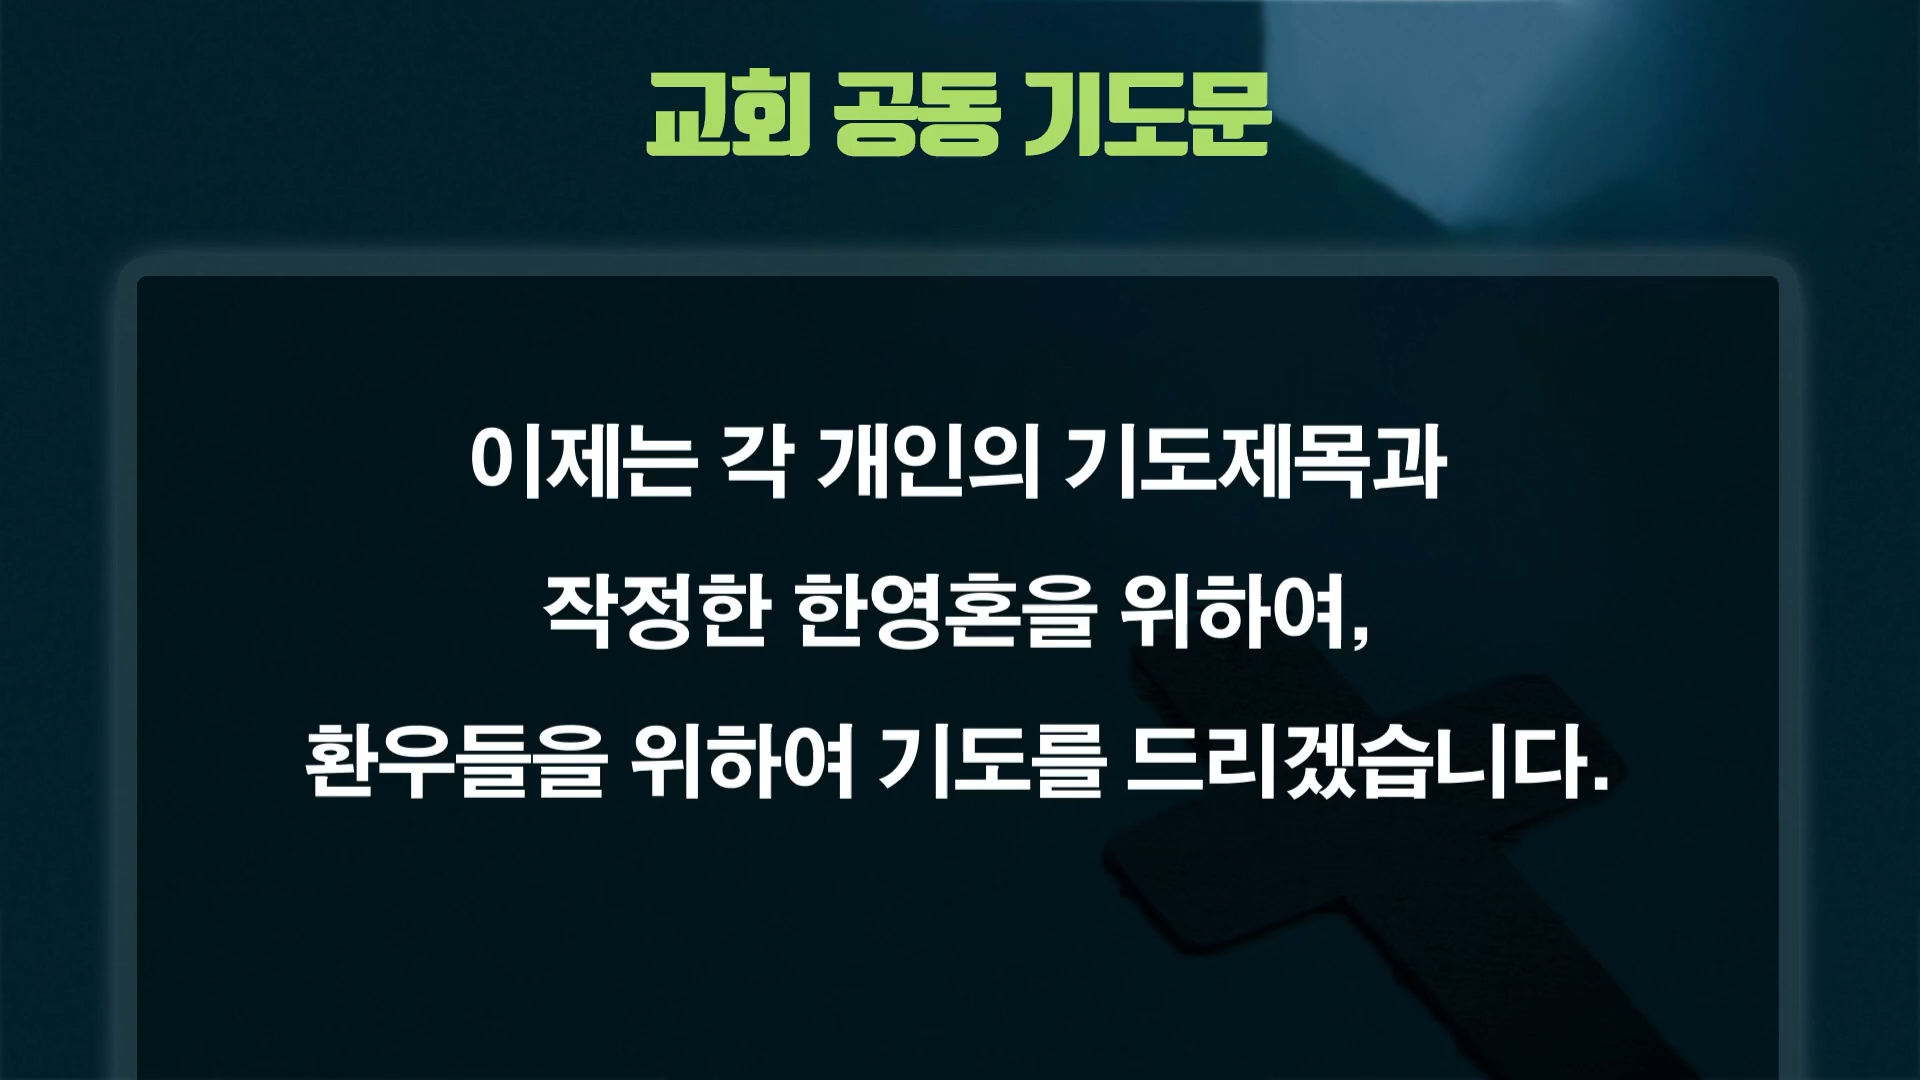 교회 공동 기도문
이제는 각 개인의 기도제목과
작정한 한영혼을 위하여,
환우들을 위하여 기도를 드리겠습니다.